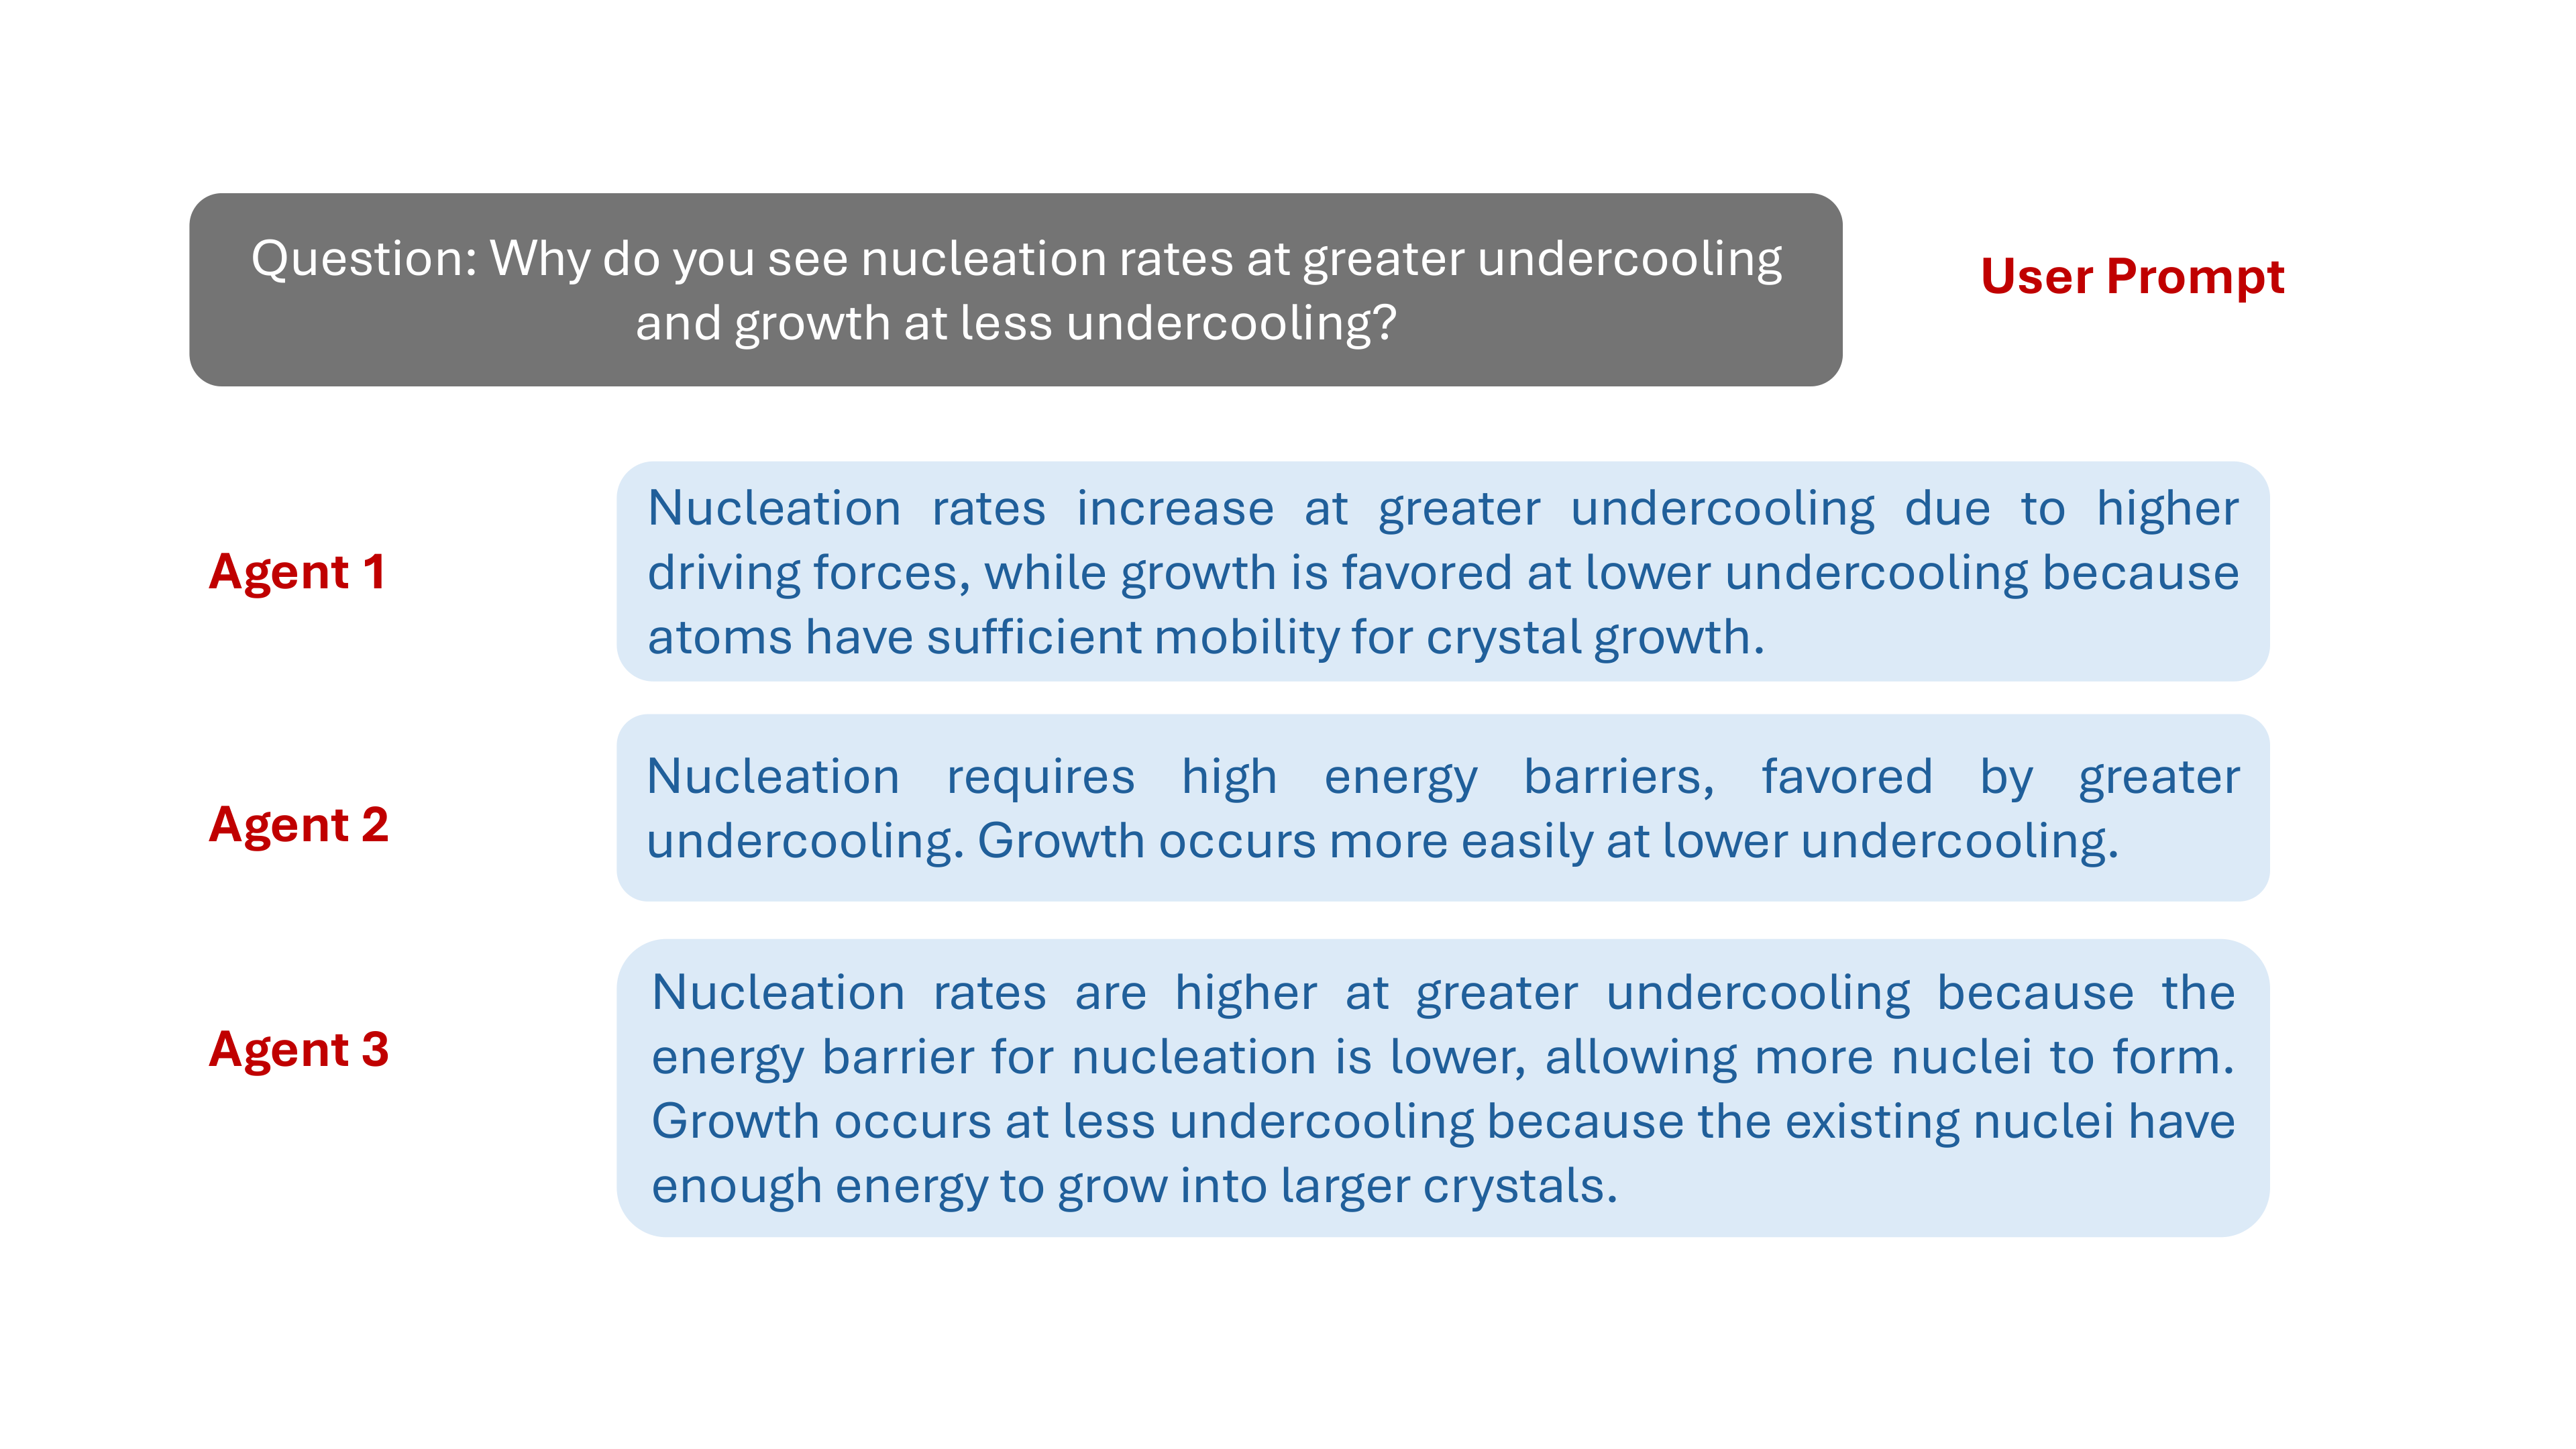 Question: Why do you see nucleation rates at greater undercooling
and growth at less undercooling?
User Prompt
Agent 1
Nucleation rates increase at greater undercooling due to higher
driving forces, while growth is favored at lower undercooling because
atoms have sufficient mobility for crystal growth.
Agent 2
Nucleation requires high energy barriers, favored by greater
undercooling. Growth occurs more easily at lower undercooling.
Agent 3
Nucleation rates are higher at greater undercooling because the
energy barrier for nucleation is lower, allowing more nuclei to form.
Growth occurs at less undercooling because the existing nuclei have
enough energy to grow into larger crystals.